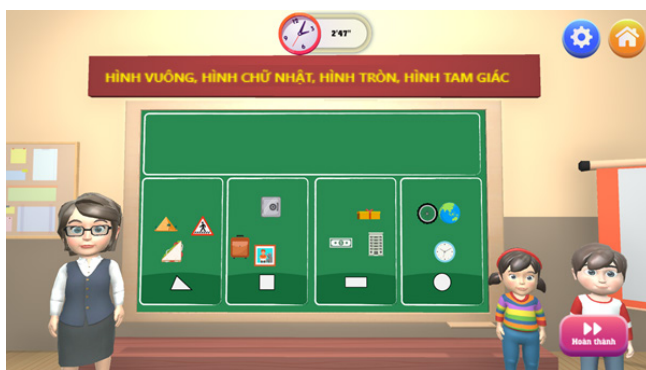 2'47"
HÌNH VUÔNG, HÌNH CHỮ NHẬT, HÌNH TRÒN, HÌNH TAM GIÁC
Hoàn thành